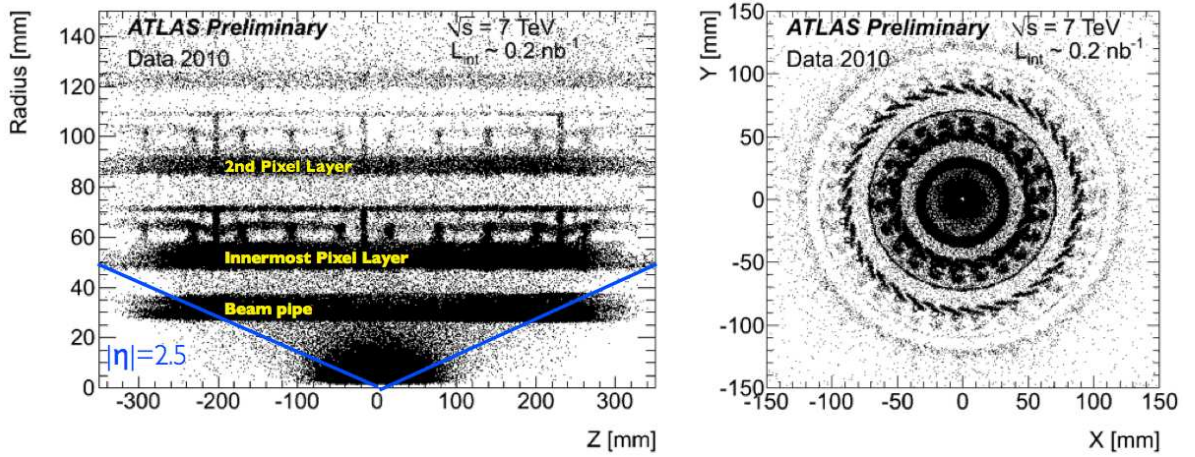 Radius [mm]
140
120
100
80
60
40
20
0
ATLAS Preliminary
Data 2010
√s = 7 TeV
L_int ~ 0.2 nb⁻¹
2nd Pixel Layer
Innermost Pixel Layer
Beam pipe
|η|=2.5
-300 -200 -100 0 100 200 300
Z [mm]
Y [mm]
150
100
50
0
-50
-100
-150
ATLAS Preliminary
Data 2010
√s = 7 TeV
L_int ~ 0.2 nb⁻¹
-150 -100 -50 0 50 100 150
X [mm]